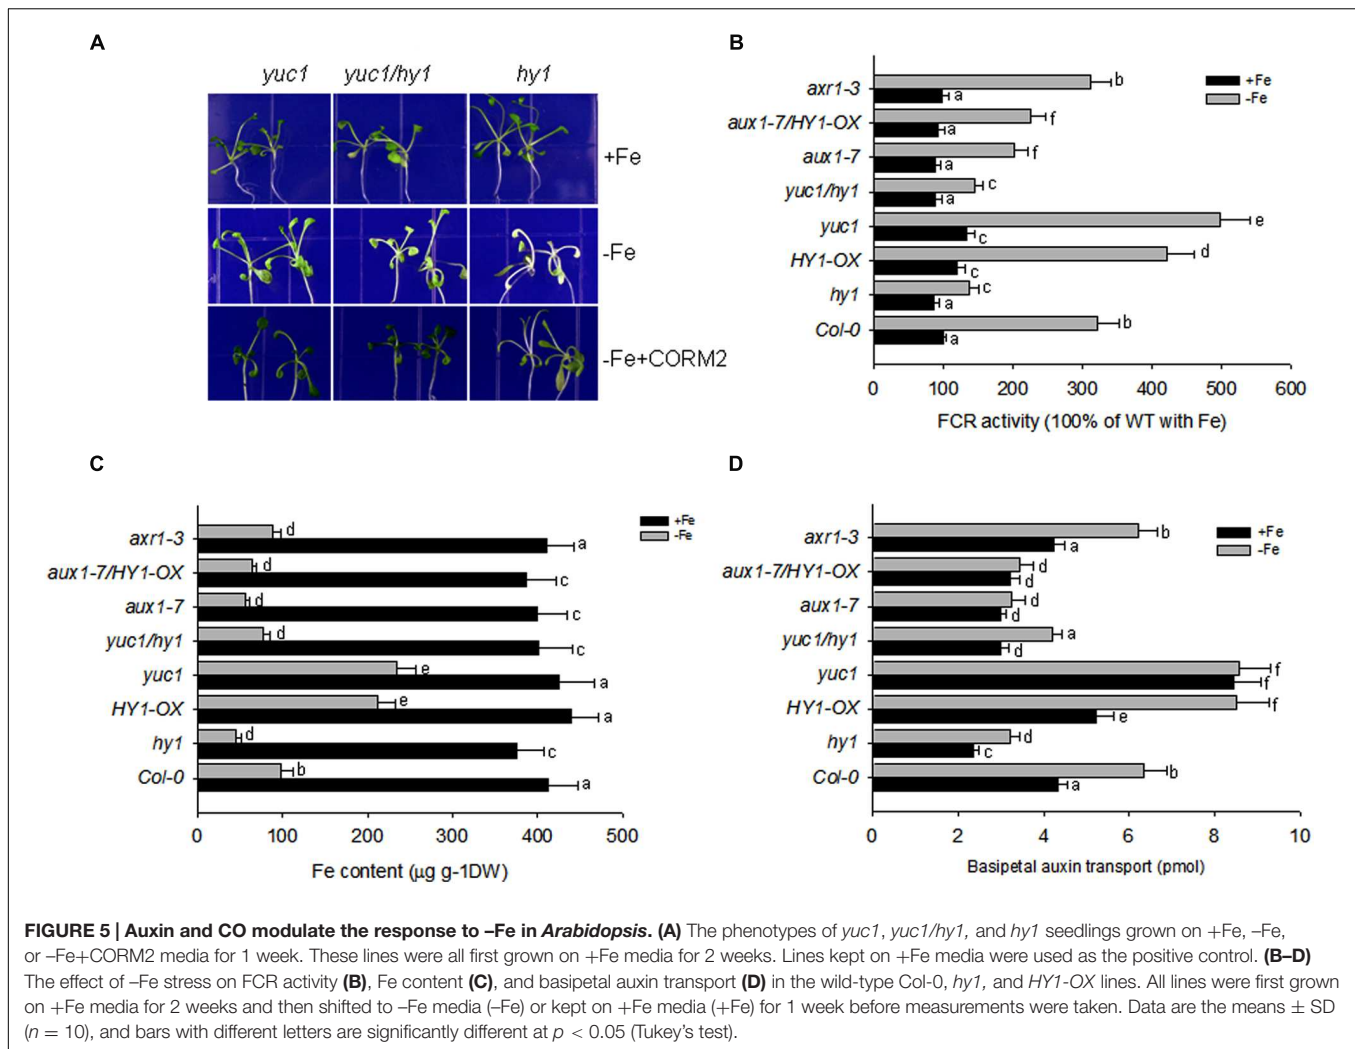 A
yuc1 yuc1/hy1 hy1
+Fe
-Fe
-Fe+CORM2
B
+Fe
-Fe
axr1-3 b
a
aux1-7/HY1-OX f
a
aux1-7 f
a
yuc1/hy1 c
a
yuc1 e
c
HY1-OX d
c
hy1 c
a
Col-0 b
a
0 100 200 300 400 500 600
FCR activity (100% of WT with Fe)
C
+Fe
-Fe
axr1-3 d
a
aux1-7/HY1-OX d
c
aux1-7 d
c
yuc1/hy1 d
c
yuc1 e
a
HY1-OX e
a
hy1 d
c
Col-0 b
a
0 100 200 300 400 500
Fe content (μg g-1DW)
D
+Fe
-Fe
axr1-3 b
a
aux1-7/HY1-OX d
d
aux1-7 d
d
yuc1/hy1 a
d
yuc1 f
f
HY1-OX f
e
hy1 d
c
Col-0 b
a
0 2 4 6 8 10
Basipetal auxin transport (pmol)
FIGURE 5 | Auxin and CO modulate the response to –Fe in Arabidopsis. (A) The phenotypes of yuc1, yuc1/hy1, and hy1 seedlings grown on +Fe, –Fe,
or –Fe+CORM2 media for 1 week. These lines were all first grown on +Fe media for 2 weeks. Lines kept on +Fe media were used as the positive control. (B–D)
The effect of –Fe stress on FCR activity (B), Fe content (C), and basipetal auxin transport (D) in the wild-type Col-0, hy1, and HY1-OX lines. All lines were first grown
on +Fe media for 2 weeks and then shifted to –Fe media (–Fe) or kept on +Fe media (+Fe) for 1 week before measurements were taken. Data are the means ± SD
(n = 10), and bars with different letters are significantly different at p < 0.05 (Tukey's test).